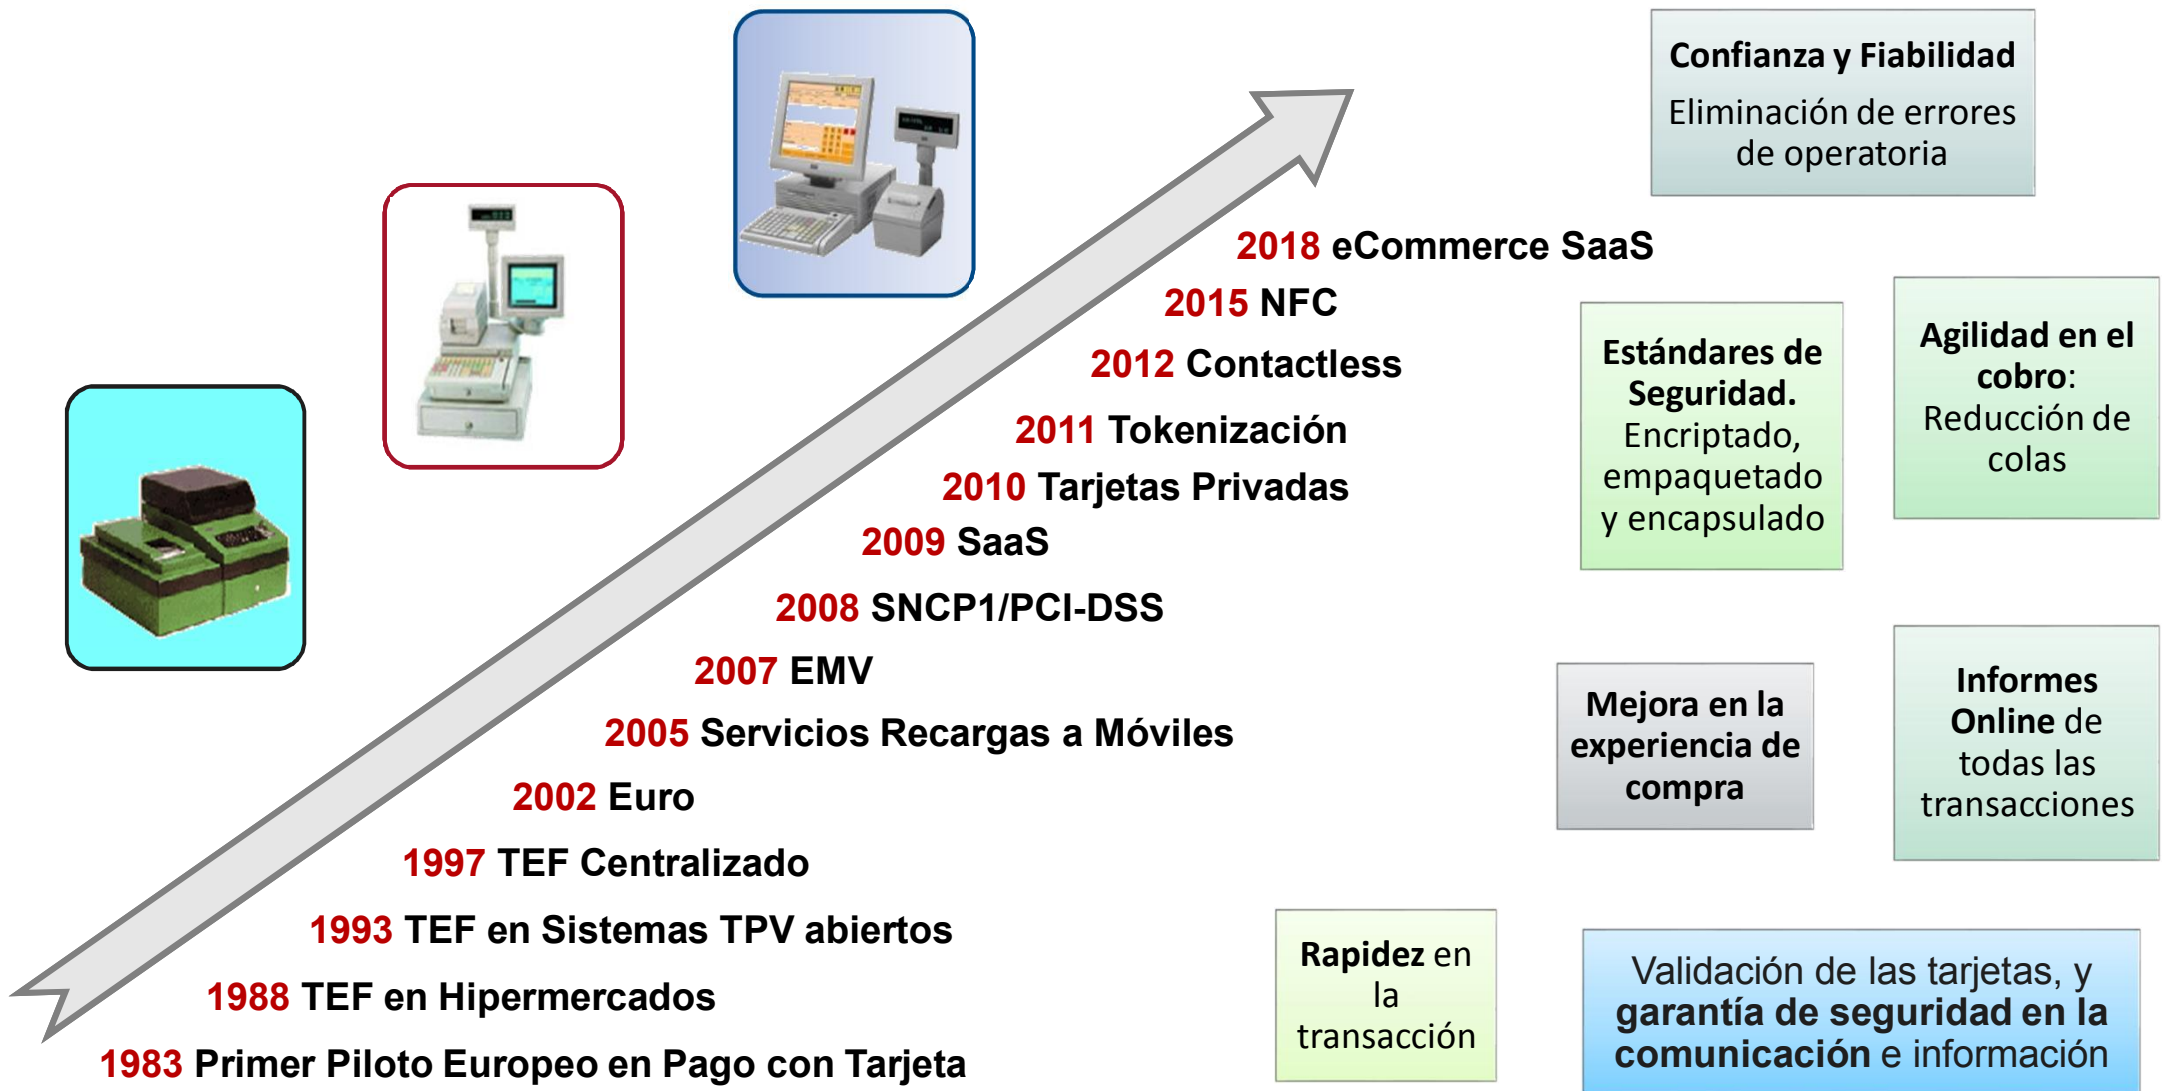 Confianza y Fiabilidad
Eliminación de errores
de operatoria
2018 eCommerce SaaS
2015 NFC
2012 Contactless
2011 Tokenización
2010 Tarjetas Privadas
2009 SaaS
2008 SNCP1/PCI-DSS
2007 EMV
2005 Servicios Recargas a Móviles
2002 Euro
1997 TEF Centralizado
1993 TEF en Sistemas TPV abiertos
1988 TEF en Hipermercados
1983 Primer Piloto Europeo en Pago con Tarjeta
Estándares de
Seguridad.
Encriptado,
empaquetado
y encapsulado
Agilidad en el
cobro:
Reducción de
colas
Mejora en la
experiencia de
compra
Informes
Online de
todas las
transacciones
Rapidez en
la
transacción
Validación de las tarjetas, y
garantía de seguridad en la
comunicación e información